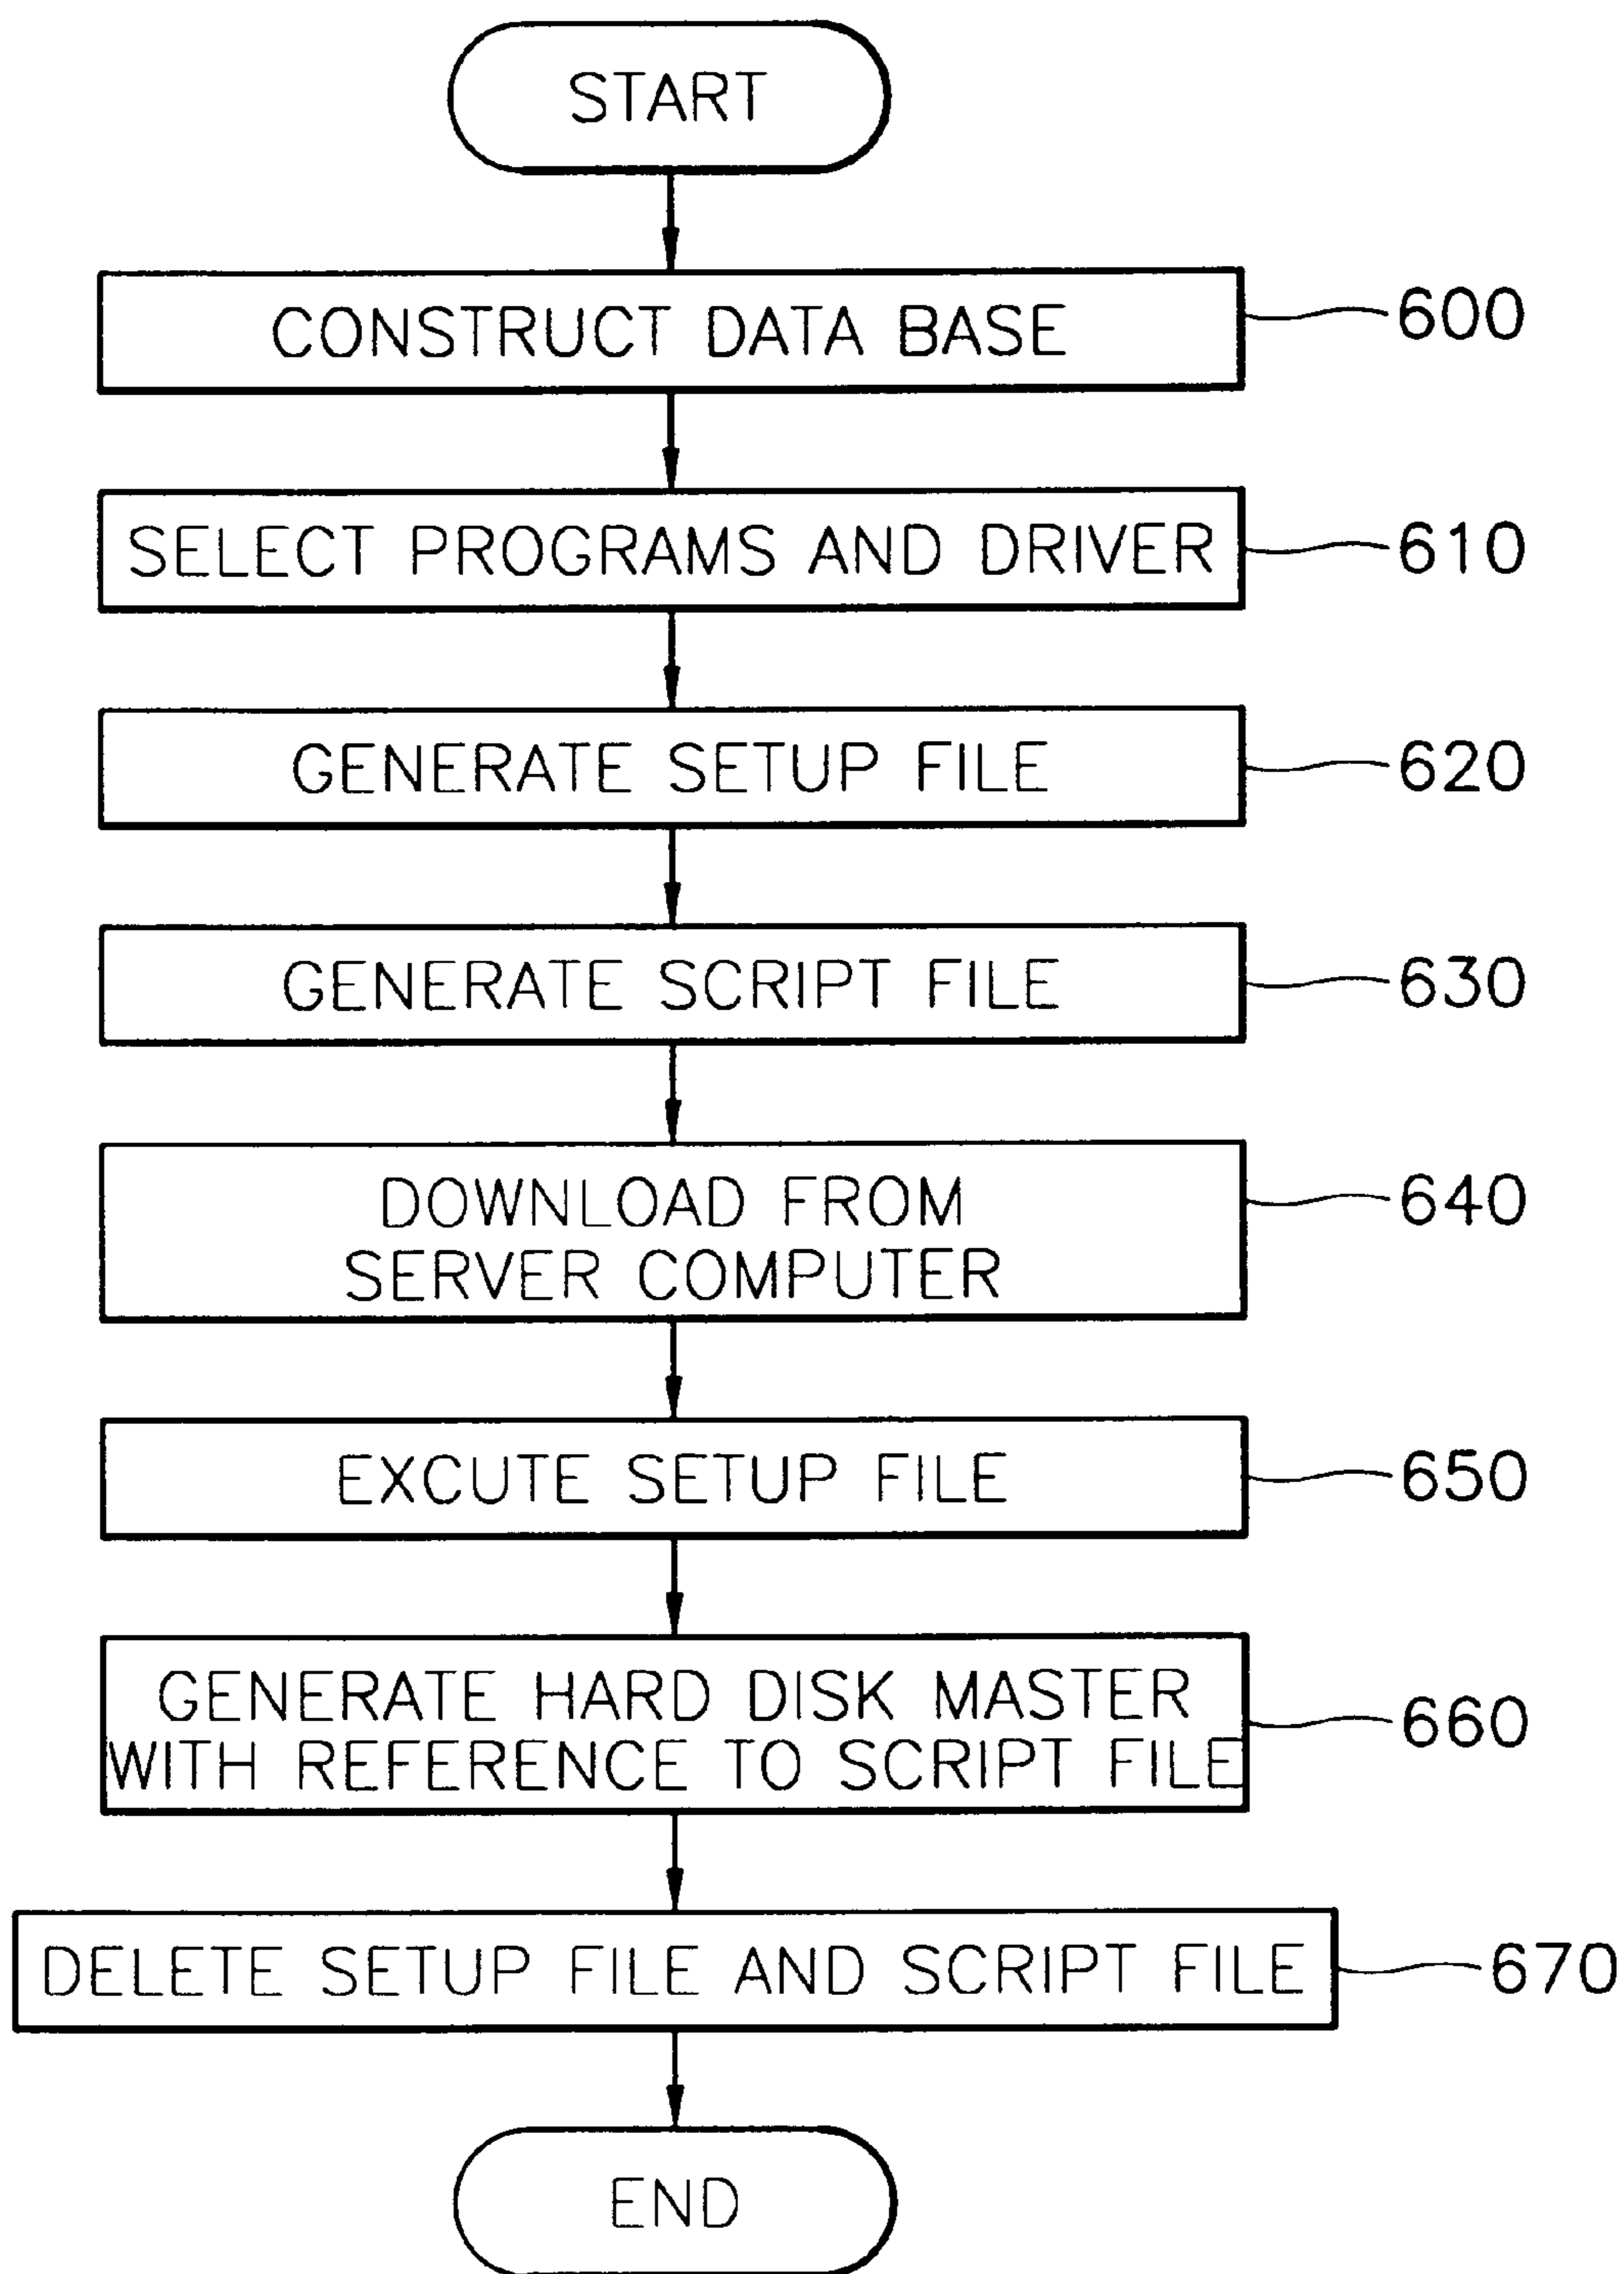 START
CONSTRUCT DATA BASE
600
SELECT PROGRAMS AND DRIVER
610
GENERATE SETUP FILE
620
GENERATE SCRIPT FILE
630
DOWNLOAD FROM
SERVER COMPUTER
640
EXCUTE SETUP FILE
650
GENERATE HARD DISK MASTER
WITH REFERENCE TO SCRIPT FILE
660
DELETE SETUP FILE AND SCRIPT FILE
670
END